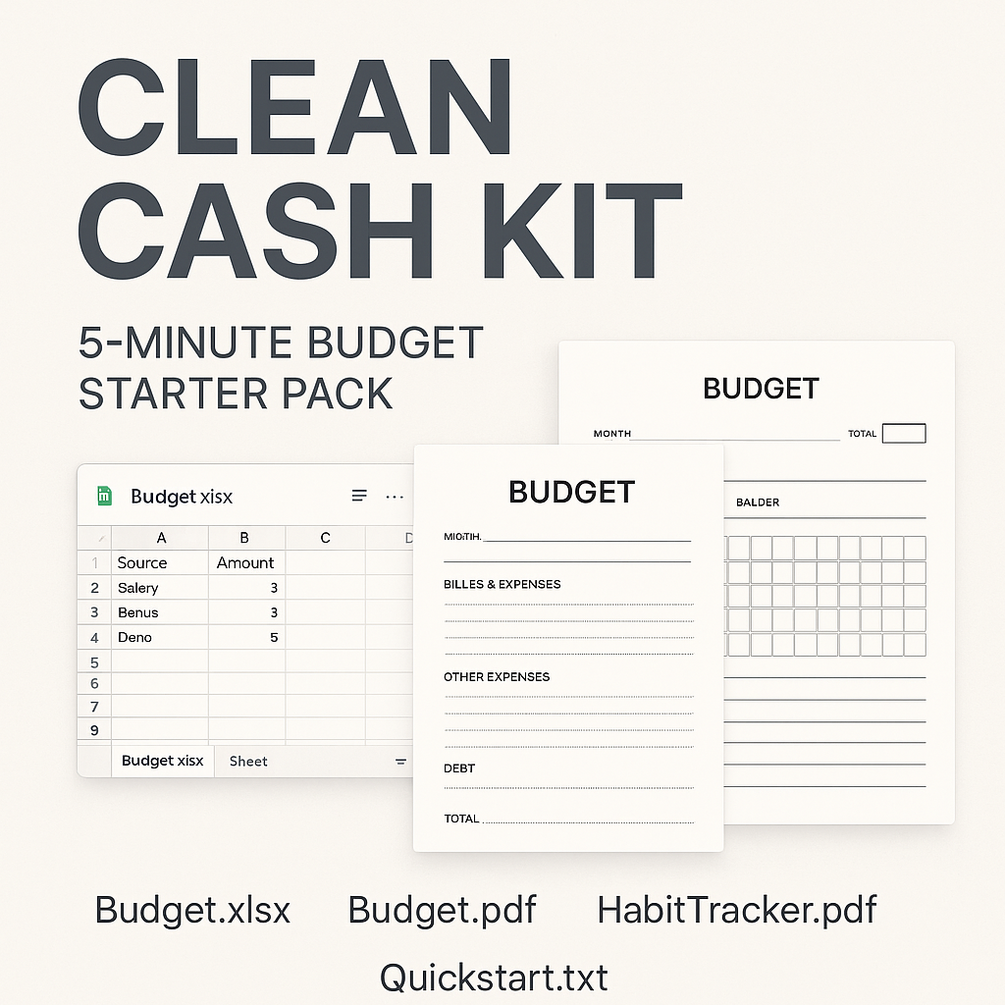 CLEAN
CASH KIT
5-MINUTE BUDGET
STARTER PACK
Budget xisx
A B C D
1 Source Amount
2 Salery 3
3 Benus 3
4 Deno 5
5
6
7
9
Budget xisx Sheet
BUDGET
MONTH TOTAL
BALDER
BUDGET
MIOTIH.
BILLES & EXPENSES
OTHER EXPENSES
DEBT
TOTAL
Budget.xlsx Budget.pdf HabitTracker.pdf
Quickstart.txt